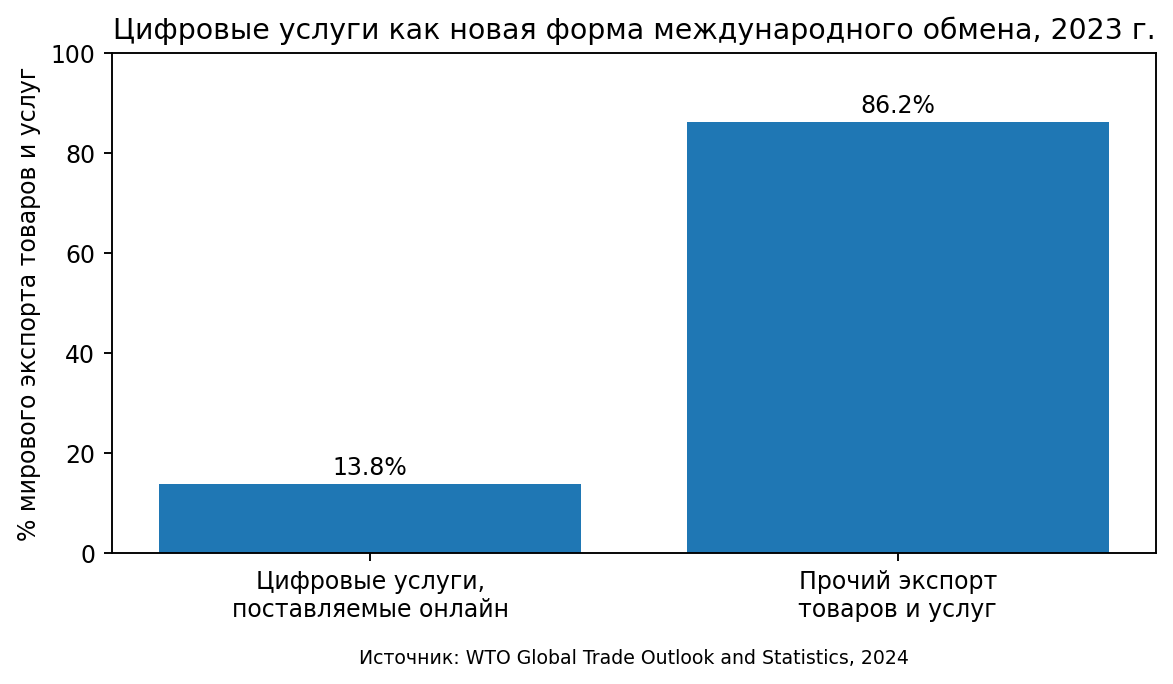 Цифровые услуги как новая форма международного обмена, 2023 г.
% мирового экспорта товаров и услуг
100
80
60
40
20
0
13.8%
86.2%
Цифровые услуги,
поставляемые онлайн
Прочий экспорт
товаров и услуг
Источник: WTO Global Trade Outlook and Statistics, 2024